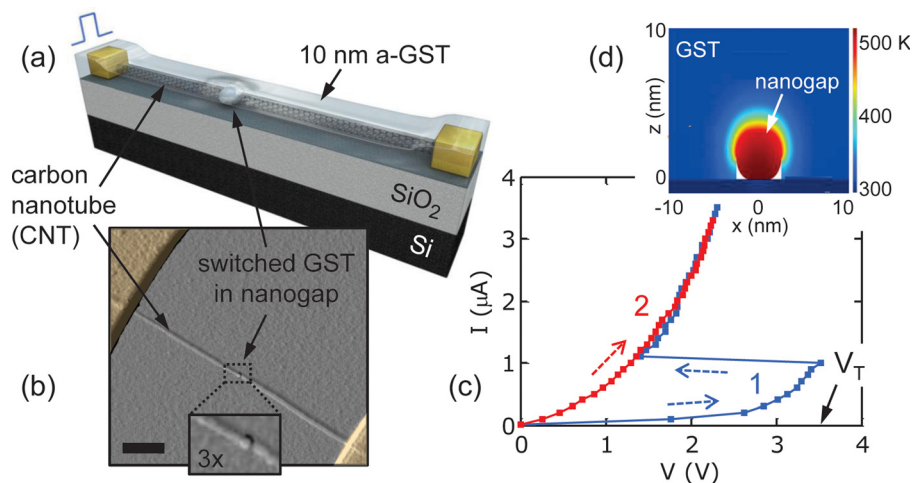 (a)
10 nm a-GST
carbon
nanotube
(CNT)
SiO2
Si
switched GST
in nanogap
(b)
3x
(d)
10
z (nm)
0
GST
nanogap
-10
0
10
x (nm)
500 K
400
300
4
3
2
1
0
I (μA)
2
1
VT
(c)
0
1
2
3
4
V (V)